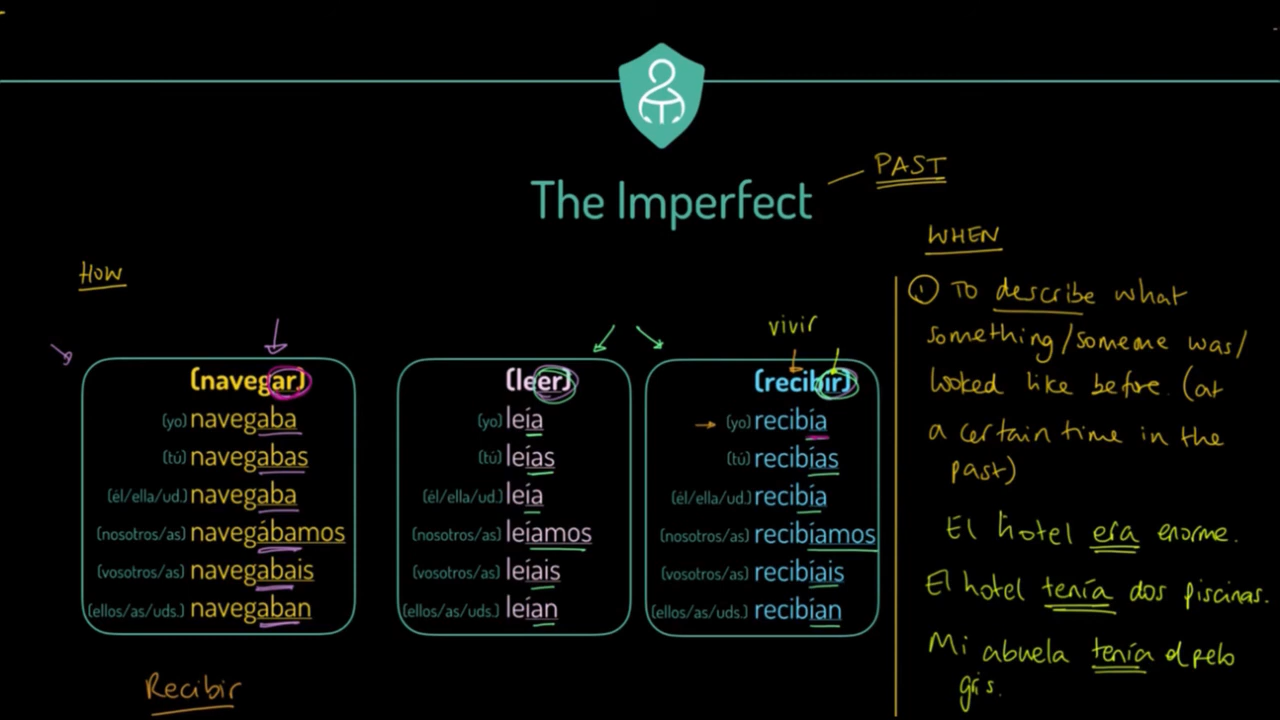 The Imperfect
PAST
HOW
(navegar)
(yo) navegaba
(tú) navegabas
(él/ella/ud.) navegaba
(nosotros/as) navegábamos
(vosotros/as) navegabais
(ellos/as/uds.) navegaban
(leer)
(yo) leía
(tú) leías
(él/ella/ud.) leía
(nosotros/as) leíamos
(vosotros/as) leíais
(ellos/as/uds.) leían
vivir
(recibir)
(yo) recibía
(tú) recibías
(él/ella/ud.) recibía
(nosotros/as) recibíamos
(vosotros/as) recibíais
(ellos/as/uds.) recibían
Recibir
WHEN
① To describe what
something/someone was/
looked like before. (at
a certain time in the
past)
El hotel era enorme.
El hotel tenía dos piscinas.
Mi abuela tenía el pelo
gris.